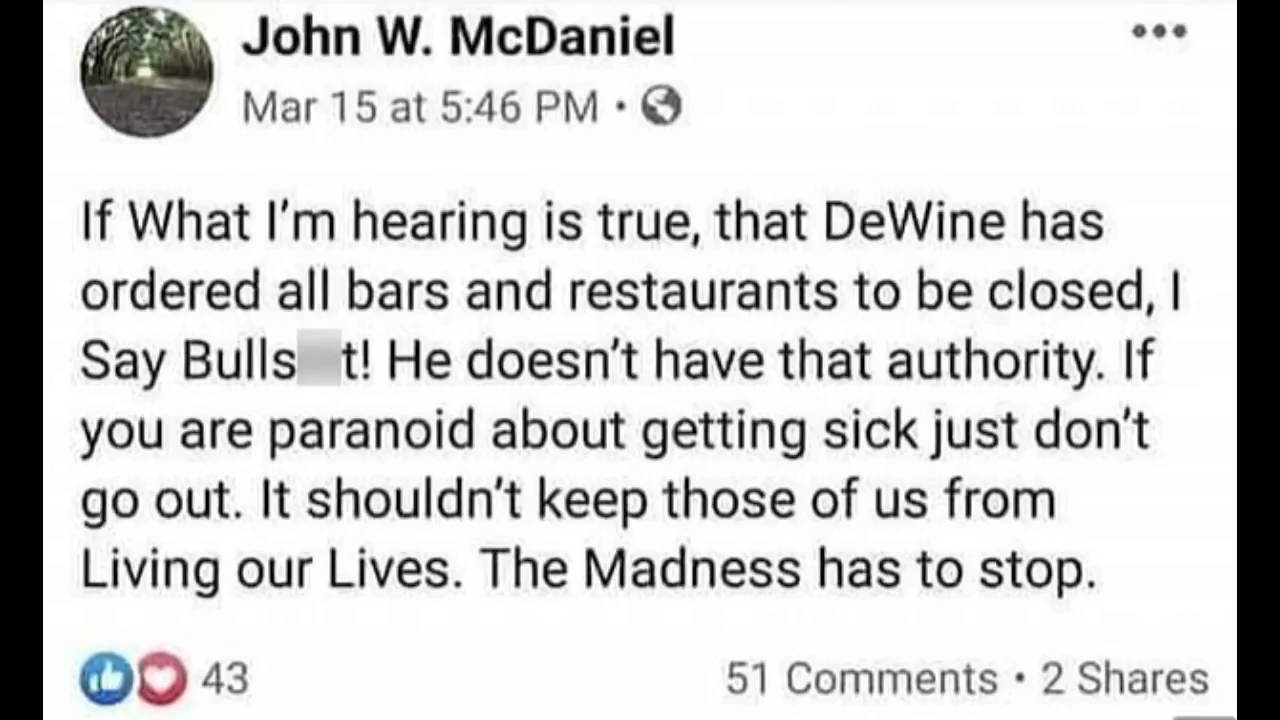 John W. McDaniel
Mar 15 at 5:46 PM ·
If What I'm hearing is true, that DeWine has
ordered all bars and restaurants to be closed, I
Say Bulls t! He doesn't have that authority. If
you are paranoid about getting sick just don't
go out. It shouldn't keep those of us from
Living our Lives. The Madness has to stop.
43
51 Comments · 2 Shares